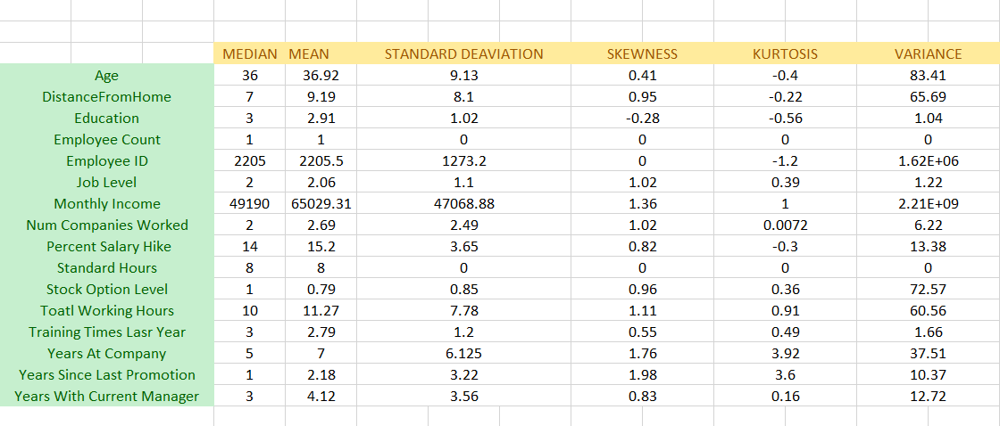 MEDIAN MEAN STANDARD DEAVIATION SKEWNESS KURTOSIS VARIANCE
Age 36 36.92 9.13 0.41 -0.4 83.41
DistanceFromHome 7 9.19 8.1 0.95 -0.22 65.69
Education 3 2.91 1.02 -0.28 -0.56 1.04
Employee Count 1 1 0 0 0 0
Employee ID 2205 2205.5 1273.2 0 -1.2 1.62E+06
Job Level 2 2.06 1.1 1.02 0.39 1.22
Monthly Income 49190 65029.31 47068.88 1.36 1 2.21E+09
Num Companies Worked 2 2.69 2.49 1.02 0.0072 6.22
Percent Salary Hike 14 15.2 3.65 0.82 -0.3 13.38
Standard Hours 8 8 0 0 0 0
Stock Option Level 1 0.79 0.85 0.96 0.36 72.57
Toatl Working Hours 10 11.27 7.78 1.11 0.91 60.56
Training Times Lasr Year 3 2.79 1.2 0.55 0.49 1.66
Years At Company 5 7 6.125 1.76 3.92 37.51
Years Since Last Promotion 1 2.18 3.22 1.98 3.6 10.37
Years With Current Manager 3 4.12 3.56 0.83 0.16 12.72